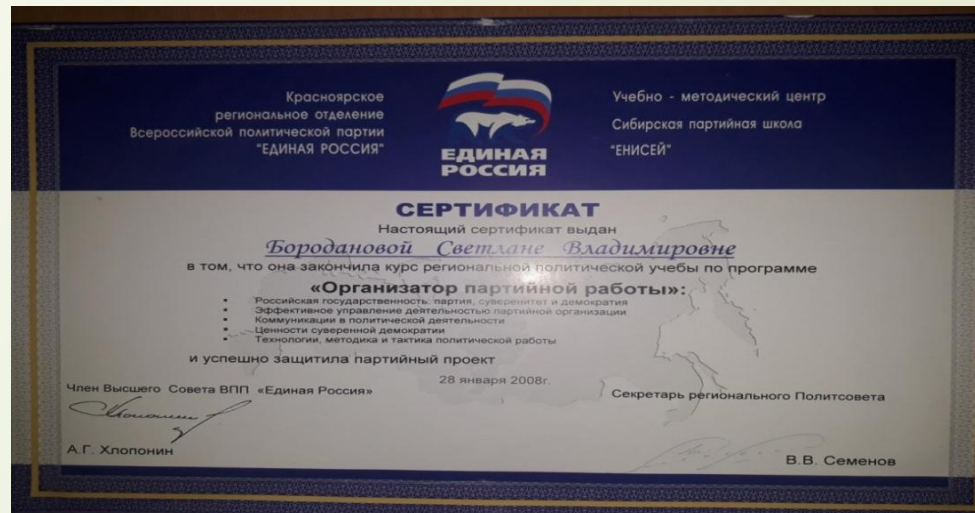 Красноярское
региональное отделение
Всероссийской политической партии
"ЕДИНАЯ РОССИЯ"
ЕДИНАЯ
РОССИЯ
Учебно - методический центр
Сибирская партийная школа
"ЕНИСЕЙ"
СЕРТИФИКАТ
Настоящий сертификат выдан
Бородановой Светлане Владимировне
в том, что она закончила курс региональной политической учебы по программе
«Организатор партийной работы»:
▪ Российская государственность: партия, суверенитет и демократия
▪ Эффективное управление деятельностью партийной организации
▪ Коммуникации в политической деятельности
▪ Ценности суверенной демократии
▪ Технологии, методика и тактика политической работы
и успешно защитила партийный проект
28 января 2008г.
Член Высшего Совета ВПП «Единая Россия»
А.Г. Хлопонин
Секретарь регионального Политсовета
В.В. Семенов